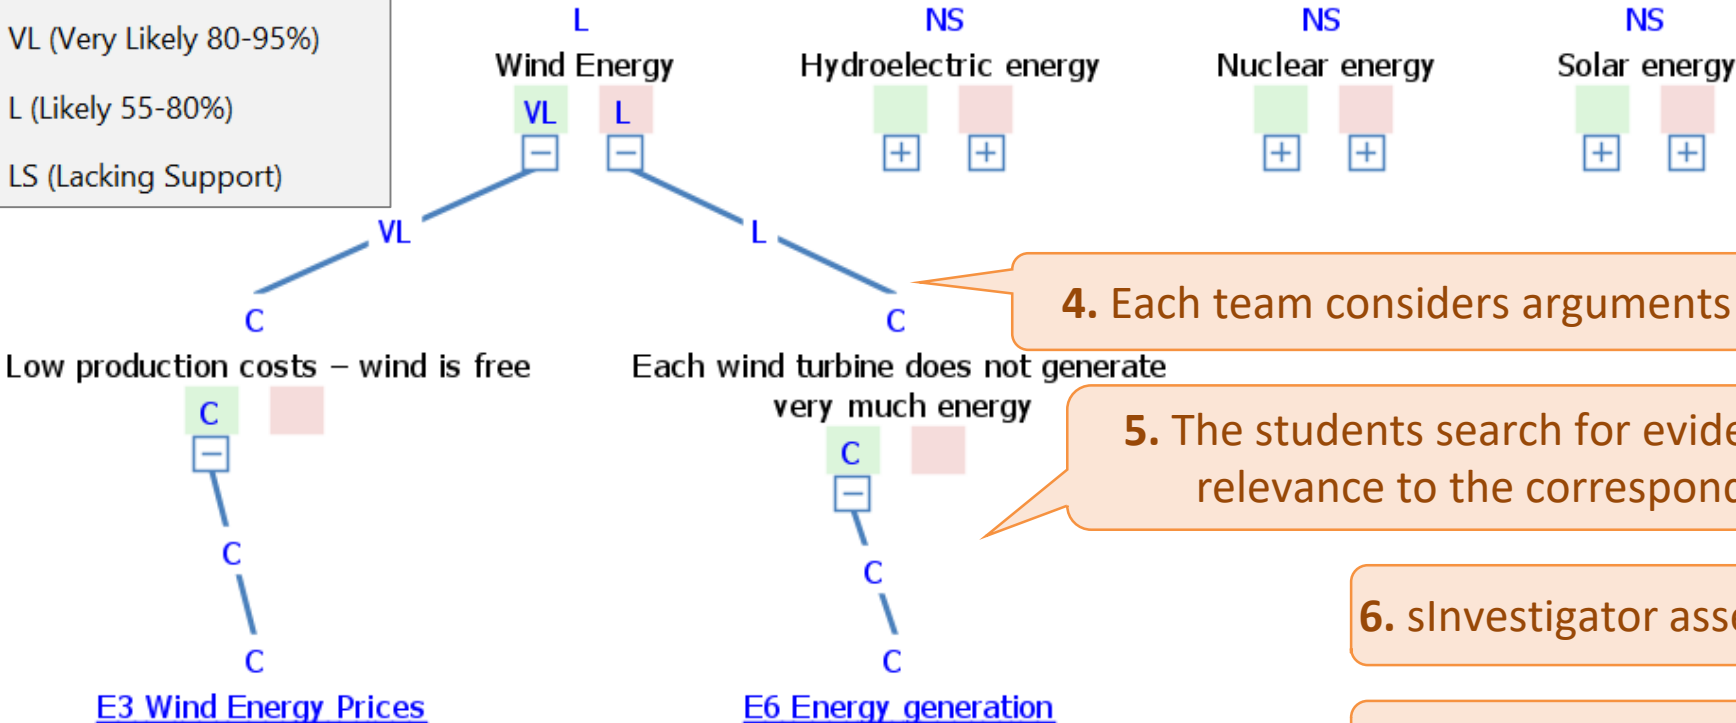 VL (Very Likely 80-95%)
L (Likely 55-80%)
LS (Lacking Support)
L
Wind Energy
VL L
NS
Hydroelectric energy
NS
Nuclear energy
NS
Solar energy
VL
L
C
Low production costs – wind is free
C
C
C
E3 Wind Energy Prices
C
Each wind turbine does not generate
very much energy
C
C
C
E6 Energy generation
4. Each team considers arguments
5. The students search for evide
relevance to the correspond
6. sInvestigator asse